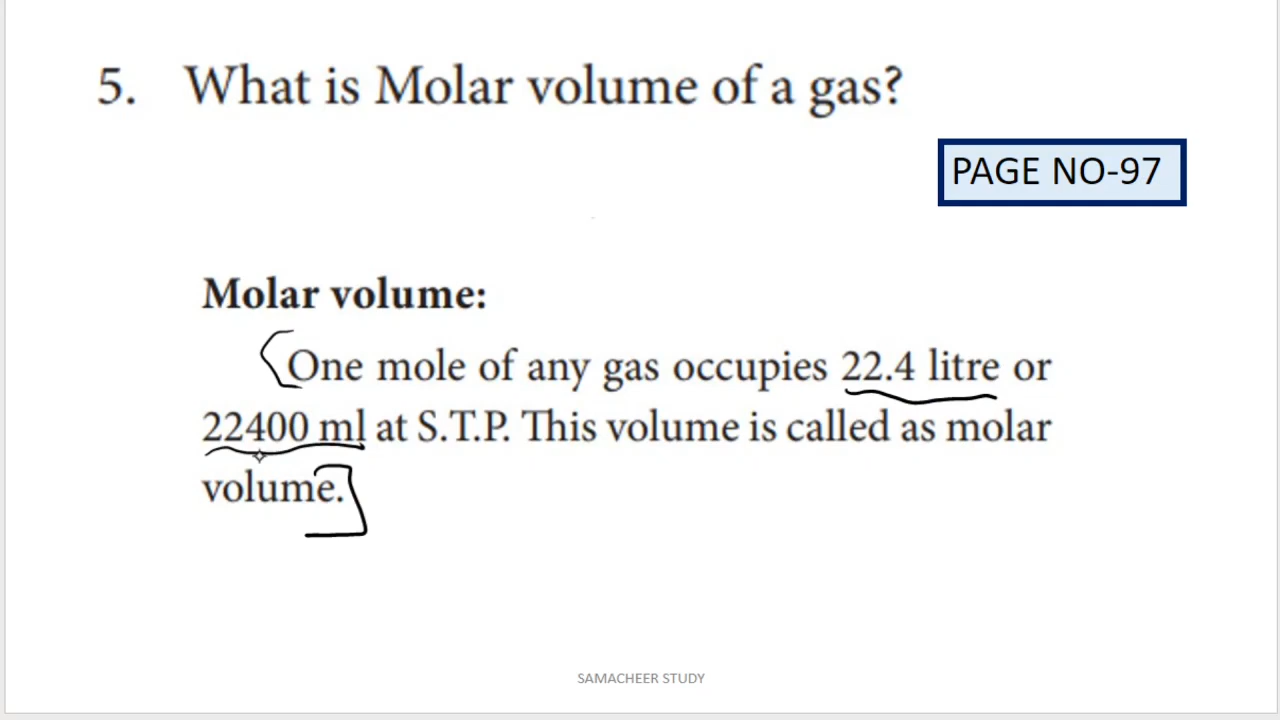 5. What is Molar volume of a gas?
PAGE NO-97
Molar volume:
One mole of any gas occupies 22.4 litre or
22400 ml at S.T.P. This volume is called as molar
volume.
SAMACHEER STUDY